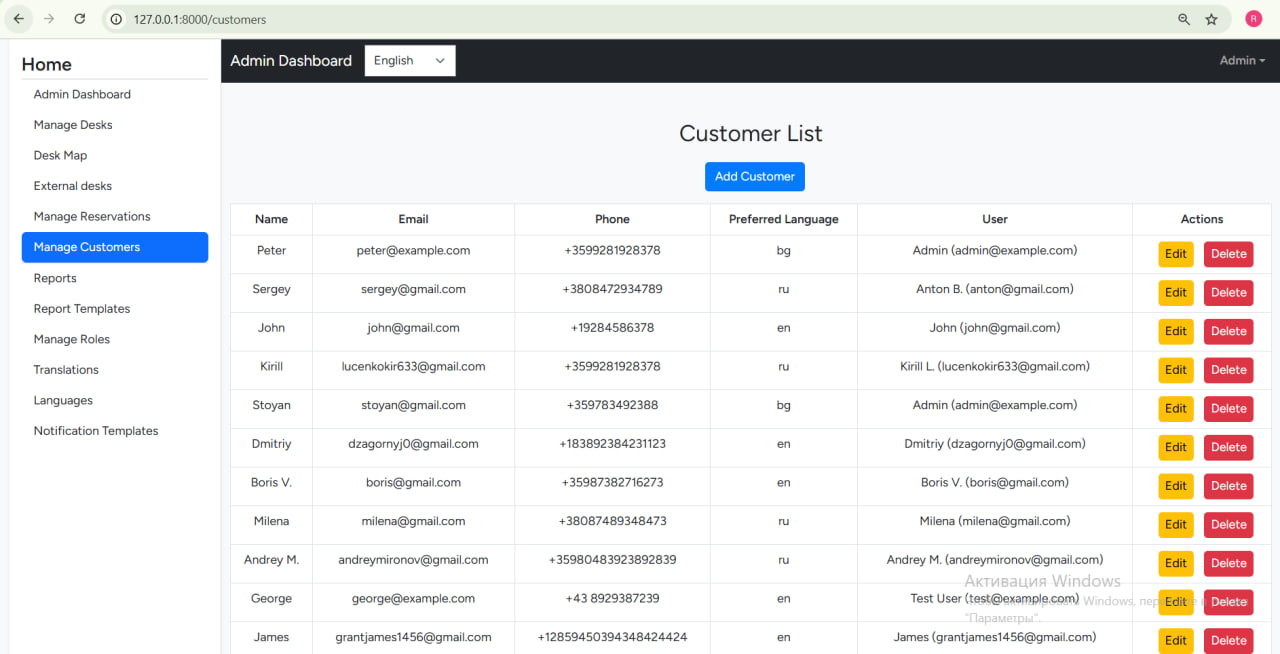 127.0.0.1:8000/customers
R
Home
Admin Dashboard
English
Admin
Admin Dashboard
Manage Desks
Desk Map
External desks
Manage Reservations
Manage Customers
Reports
Report Templates
Manage Roles
Translations
Languages
Notification Templates
Customer List
Add Customer
Name Email Phone Preferred Language User Actions
Peter peter@example.com +3599281928378 bg Admin (admin@example.com) Edit Delete
Sergey sergey@gmail.com +3808472934789 ru Anton B. (anton@gmail.com) Edit Delete
John john@gmail.com +19284586378 en John (john@gmail.com) Edit Delete
Kirill lucenkokir633@gmail.com +3599281928378 ru Kirill L. (lucenkokir633@gmail.com) Edit Delete
Stoyan stoyan@gmail.com +359783492388 bg Admin (admin@example.com) Edit Delete
Dmitriy dzagornyj0@gmail.com +183892384231123 en Dmitriy (dzagornyj0@gmail.com) Edit Delete
Boris V. boris@gmail.com +35987382716273 en Boris V. (boris@gmail.com) Edit Delete
Milena milena@gmail.com +38087489348473 ru Milena (milena@gmail.com) Edit Delete
Andrey M. andreymironov@gmail.com +35980483923892839 ru Andrey M. (andreymironov@gmail.com) Edit Delete
George george@example.com +43 8929387239 en Test User (test@example.com) Edit Delete
James grantjames1456@gmail.com +12859450394348424424 en James (grantjames1456@gmail.com) Edit Delete
Активация Windows
Windows,
"Параметры".